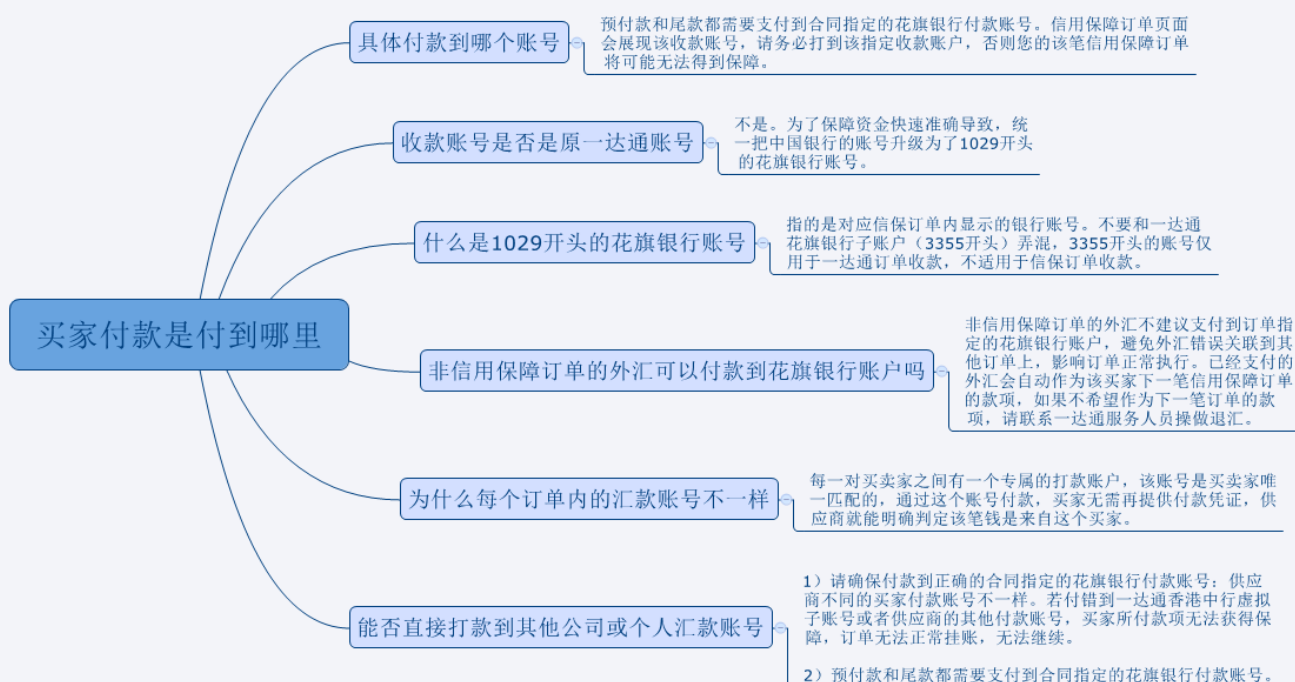 买家付款是付到哪里
具体付款到哪个账号
预付款和尾款都需要支付到合同指定的花旗银行付款账号。信用保障订单页面
会展现该收款账号，请务必打到该指定收款账户，否则您的该笔信用保障订单
将可能无法得到保障。
收款账号是否是原一达通账号
不是。为了保障资金快速准确导致，统
一把中国银行的账号升级为了1029开头
的花旗银行账号。
什么是1029开头的花旗银行账号
指的是对应信保订单内显示的银行账号。不要和一达通
花旗银行子账户（3355开头）弄混，3355开头的账号仅
用于一达通订单收款，不适用于信保订单收款。
非信用保障订单的外汇可以付款到花旗银行账户吗
非信用保障订单的外汇不建议支付到订单指
定的花旗银行账户，避免外汇错误关联到其
他订单上，影响订单正常执行。已经支付的
外汇会自动作为该买家下一笔信用保障订单
的款项，如果不希望作为下一笔订单的款
项，请联系一达通服务人员操做退汇。
为什么每个订单内的汇款账号不一样
每一对买卖家之间有一个专属的打款账户，该账号是买卖家唯
一匹配的，通过这个账号付款，买家无需再提供付款凭证，供
应商就能明确判定该笔钱是来自这个买家。
能否直接打款到其他公司或个人汇款账号
1）请确保付款到正确的合同指定的花旗银行付款账号：供应
商不同的买家付款账号不一样。若付错到一达通香港中行虚拟
子账号或者供应商的其他付款账号，买家所付款项无法获得保
障，订单无法正常挂账，无法继续。
2）预付款和尾款都需要支付到合同指定的花旗银行付款账号。